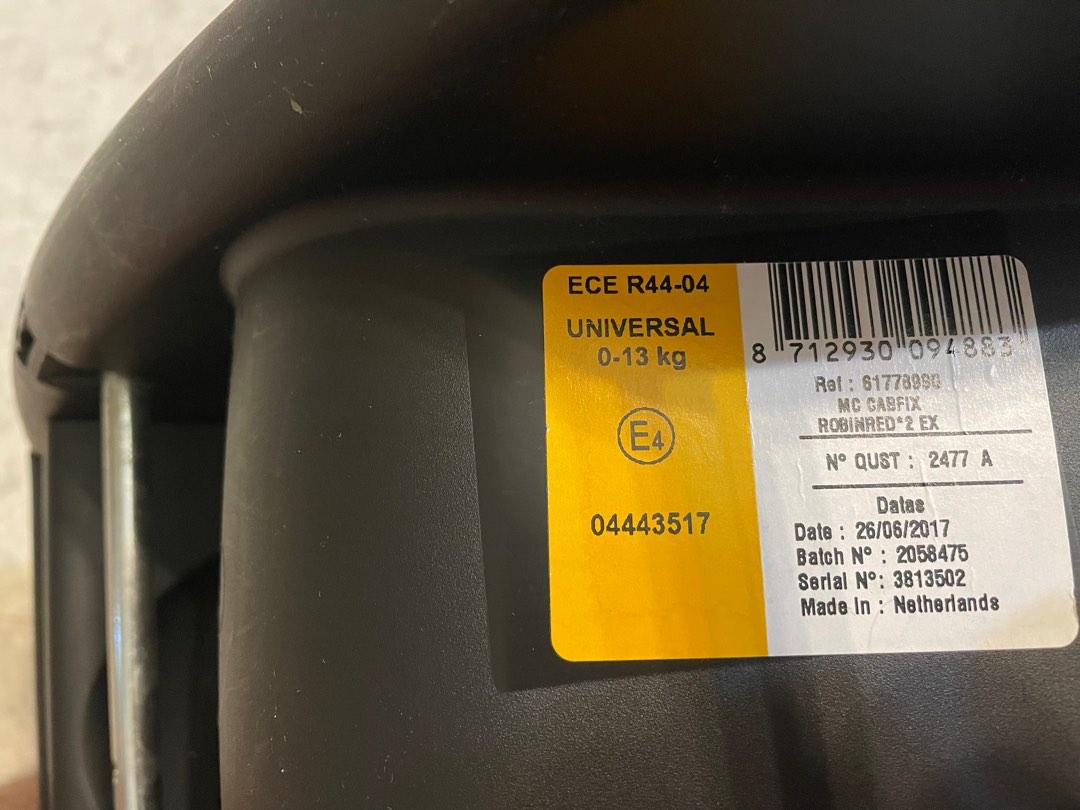 ECE R44-04
UNIVERSAL
0-13 kg
E4
04443517
8 712930 094883
Ref : 61778990
MC CABFIX
ROBINRED*2 EX
N° QUST : 2477 A
Datas
Date : 26/06/2017
Batch N° : 2058475
Serial N°: 3813502
Made In : Netherlands